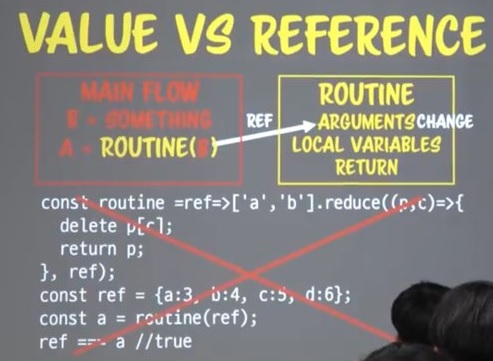 VALUE VS REFERENCE
MAIN FLOW
B = SOMETHING
A = ROUTINE(B)
REF
ROUTINE
ARGUMENTS CHANGE
LOCAL VARIABLES
RETURN
const routine =ref=>['a','b'].reduce((p,c)=>{
delete p[c];
return p;
}, ref);
const ref = {a:3, b:4, c:5, d:6};
const a = routine(ref);
ref === a //true